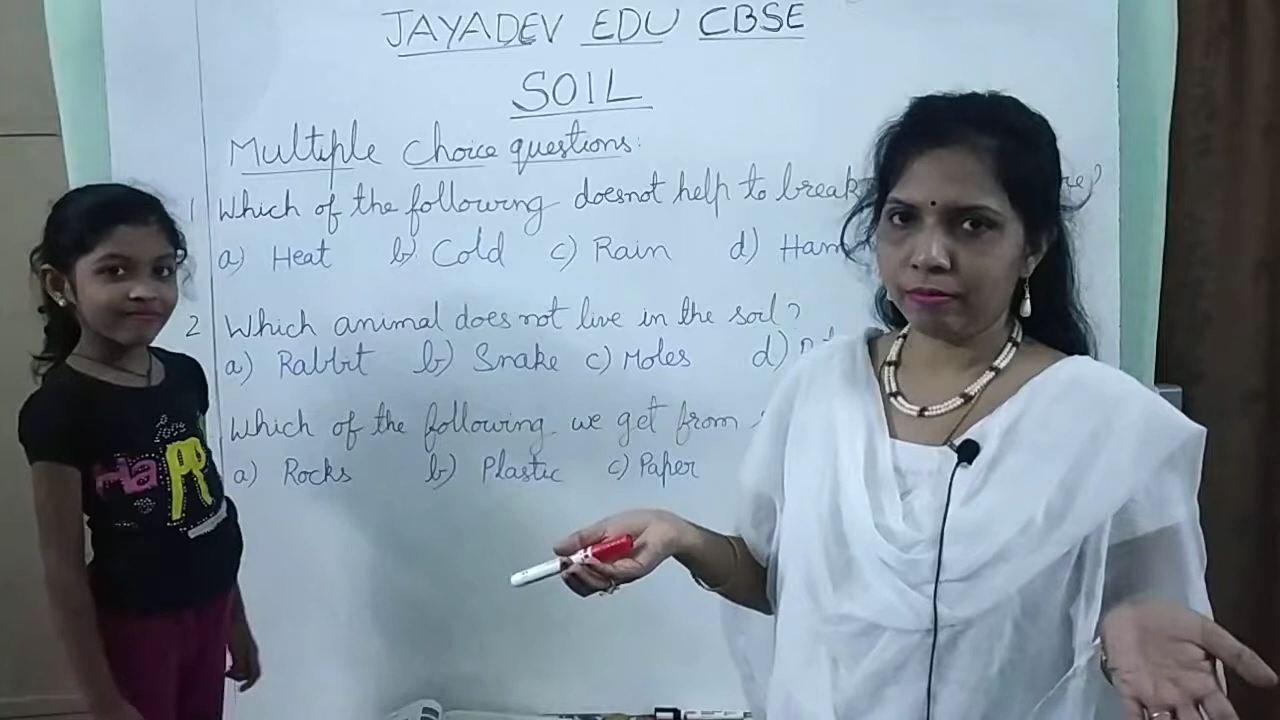 JAYADEV EDU CBSE
SOIL
Multiple Choice questions:
1 Which of the following doesnot help to break
a) Heat b) Cold c) Rain d)
2 Which animal does not live in the soil?
a) Rabbit b) Snake c) Moles d)
Which of the following we get from
a) Rocks b) Plastic c) Paper
Ha